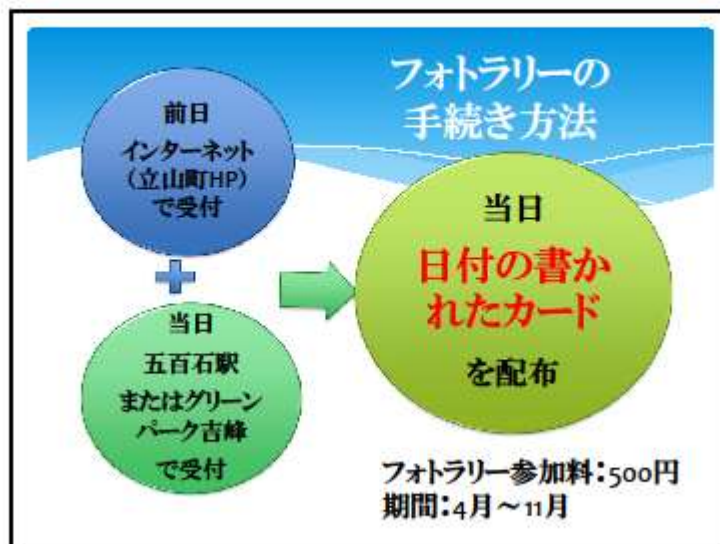 フォトラリーの
手続き方法
前日
インターネット
(立山町HP)
で受付
当日
五百石駅
またはグリーン
パーク吉峰
で受付
当日
日付の書か
れたカード
を配布
フォトラリー参加料:500円
期間:4月～11月